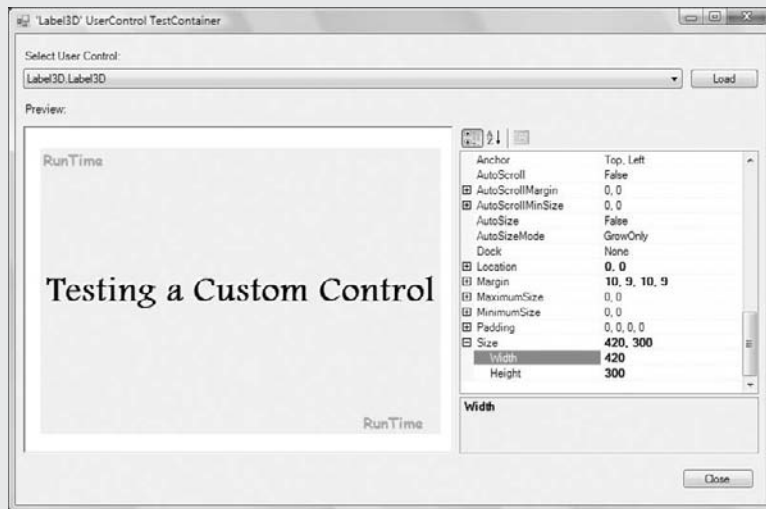 'Label3D' UserControl TestContainer
Select User Control:
Label3D.Label3D
Load
Preview:
RunTime
Testing a Custom Control
RunTime
Anchor Top, Left
AutoScroll False
AutoScrollMargin 0, 0
AutoScrollMinSize 0, 0
AutoSize False
AutoSizeMode GrowOnly
Dock None
Location 0, 0
Margin 10, 9, 10, 9
MaximumSize 0, 0
MinimumSize 0, 0
Padding 0, 0, 0, 0
Size 420, 300
Width 420
Height 300
Width
Close